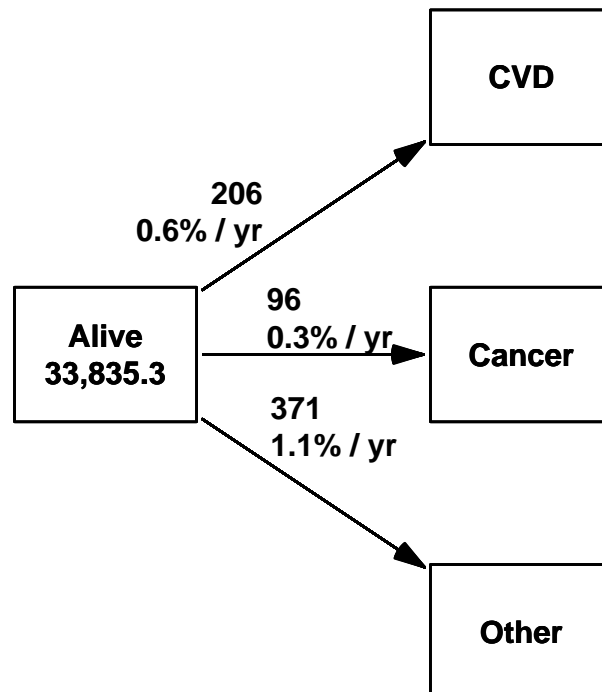 CVD
206
0.6% / yr
Alive
33,835.3
96
0.3% / yr
Cancer
371
1.1% / yr
Other